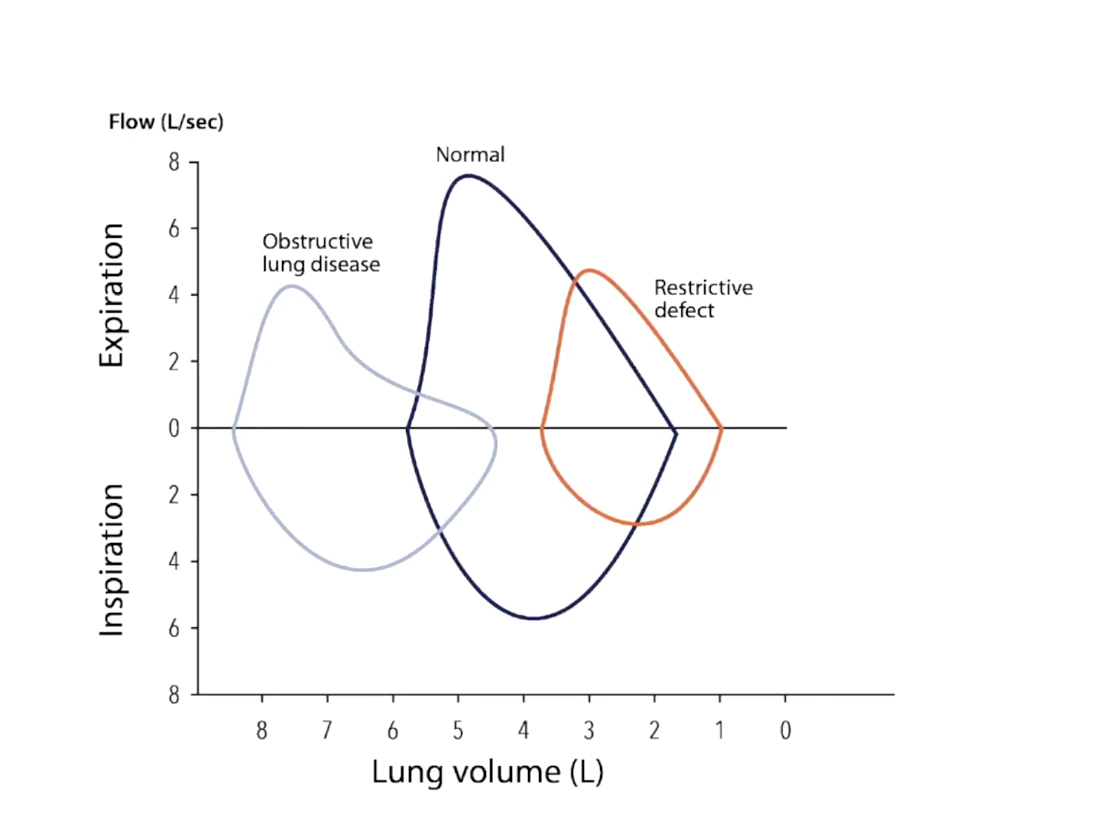 Flow (L/sec)
Normal
8
6
4
2
0
2
4
6
8
Expiration
Inspiration
Obstructive
lung disease
Restrictive
defect
8 7 6 5 4 3 2 1 0
Lung volume (L)